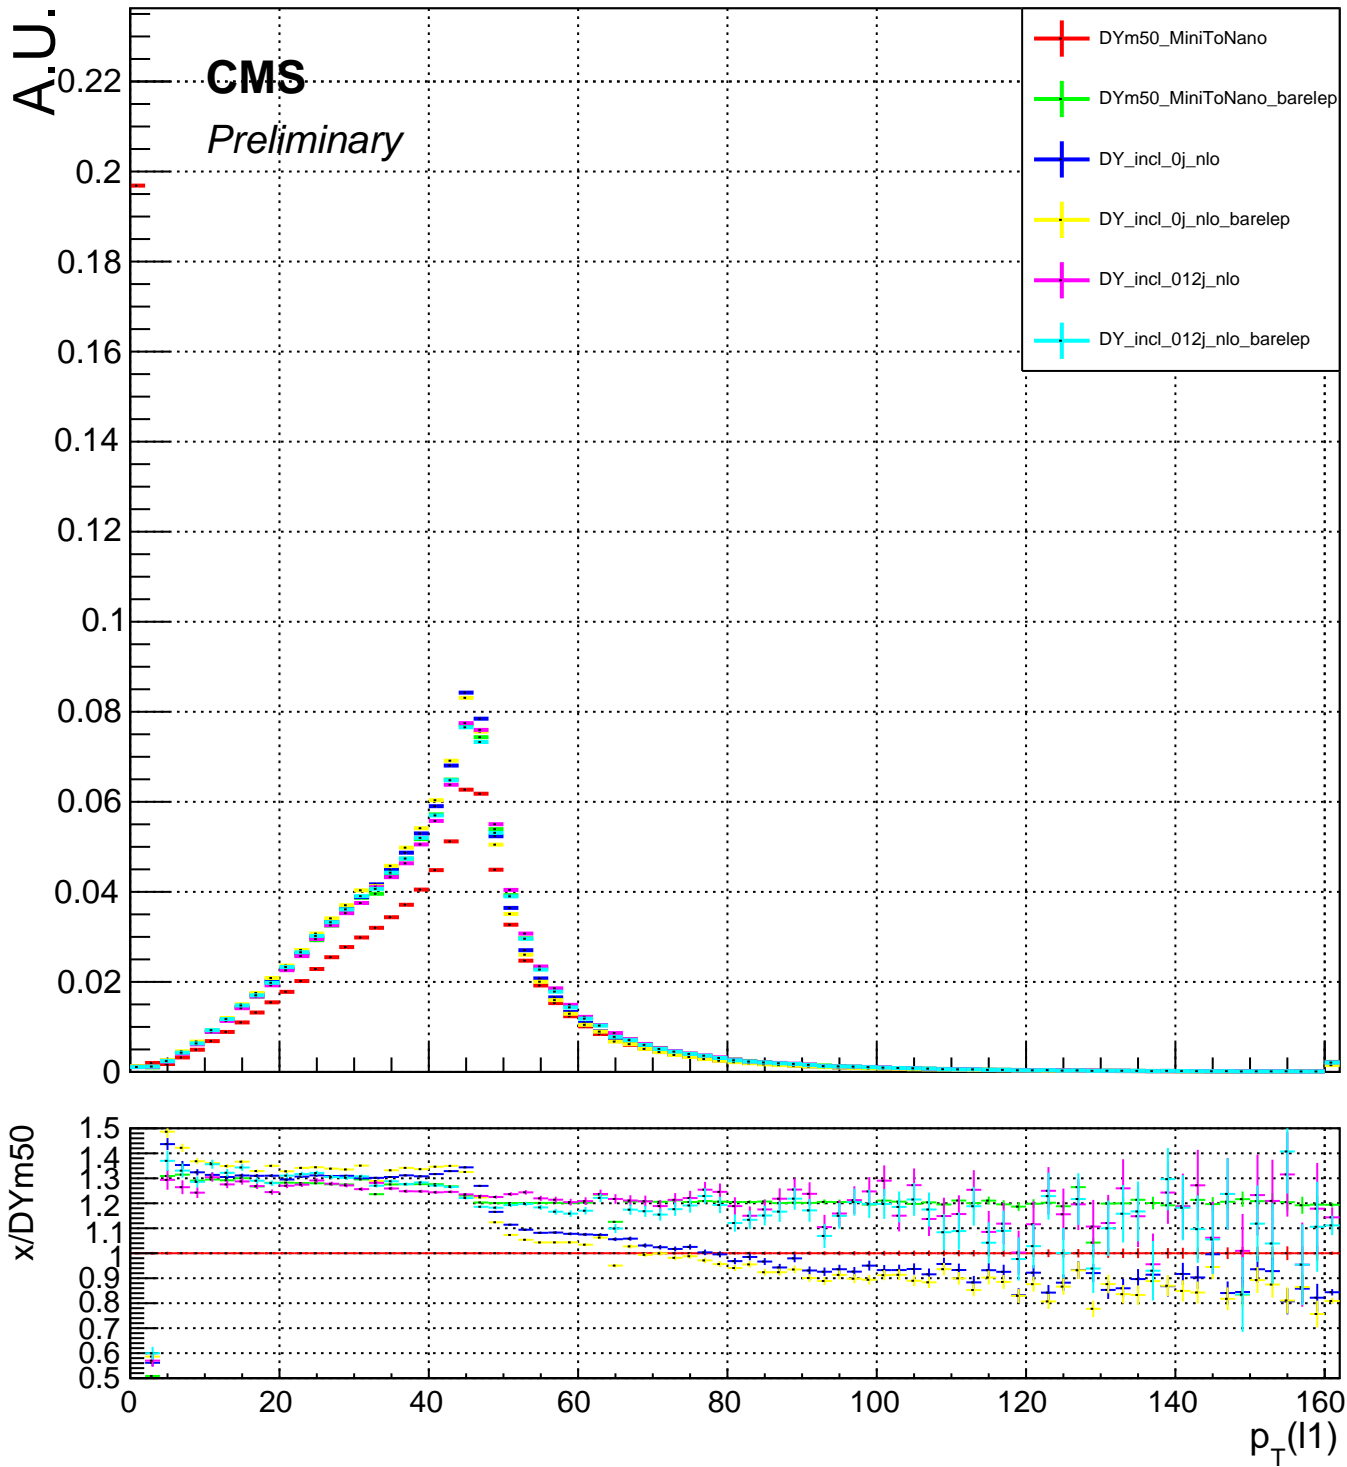 A.U.
CMS
Preliminary
DYm50_MiniToNano
DYm50_MiniToNano_barelep
DY_incl_0j_nlo
DY_incl_0j_nlo_barelep
DY_incl_012j_nlo
DY_incl_012j_nlo_barelep
0.22
0.2
0.18
0.16
0.14
0.12
0.1
0.08
0.06
0.04
0.02
0
x/DYm50
1.5
1.4
1.3
1.2
1.1
1
0.9
0.8
0.7
0.6
0.5
0 20 40 60 80 100 120 140 160
p_T(l1)